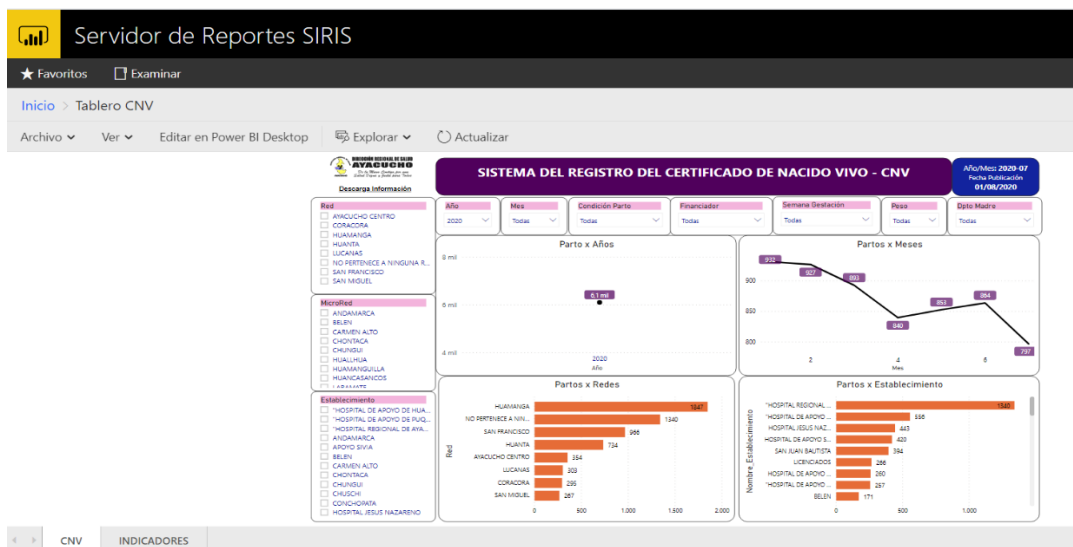 Servidor de Reportes SIRIS
Favoritos Examinar
Inicio > Tablero CNV
Archivo Ver Editar en Power BI Desktop Explorar Actualizar
DIRECCIÓN REGIONAL DE SALUD
AYACUCHO
Descarga Información
SISTEMA DEL REGISTRO DEL CERTIFICADO DE NACIDO VIVO - CNV
Año/Mes: 2020-07
Fecha Publicación
01/08/2020
Red
AYACUCHO CENTRO
CORACORA
HUAMANGA
HUANTA
LUCANAS
NO PERTENECE A NINGUNA R...
SAN FRANCISCO
SAN MIGUEL
Año
2020
Mes
Todas
Condición Parto
Todas
Financiador
Todas
Semana Gestación
Todas
Peso
Todas
Dpto Madre
Todas
Parto x Años
8 mil
6 mil
4 mil
6,1 mil
2020
Año
Partos x Meses
900
850
800
932
927
893
840
853
864
797
2 4 6
Mes
MicroRed
ANDAMARCA
BELEN
CARMEN ALTO
CHONTACA
CHUNGUI
HUALLHUA
HUAMANGUILLA
HUANCASANCOS
LARAMATE
Establecimiento
"HOSPITAL DE APOYO DE HUA...
"HOSPITAL DE APOYO DE PUQ...
"HOSPITAL REGIONAL DE AYA...
ANDAMARCA
APOYO SIVIA
BELEN
CARMEN ALTO
CHONTACA
CHUNGUI
CHUSCHI
CONCHOPATA
HOSPITAL JESUS NAZARENO
Partos x Redes
Red
HUAMANGA 1847
NO PERTENECE A NIN... 1340
SAN FRANCISCO 966
HUANTA 734
AYACUCHO CENTRO 354
LUCANAS 303
CORACORA 295
SAN MIGUEL 267
0 500 1.000 1.500 2.000
Partos x Establecimiento
Nombre_Establecimiento
"HOSPITAL REGIONAL ... 1340
"HOSPITAL DE APOYO ... 556
HOSPITAL JESUS NAZ... 443
HOSPITAL DE APOYO S... 420
SAN JUAN BAUTISTA 394
LICENCIADOS 266
HOSPITAL DE APOYO ... 260
"HOSPITAL DE APOYO ... 257
BELEN 171
0 500 1.000
CNV INDICADORES